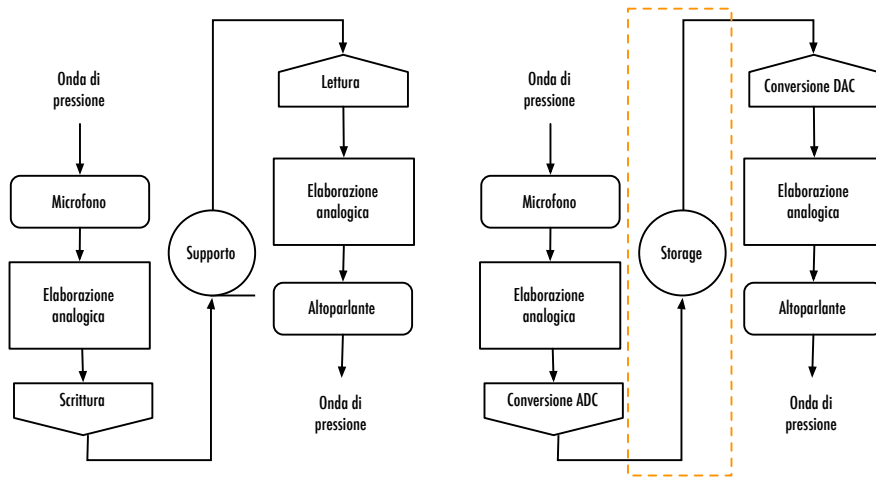 Onda di
pressione
Microfono
Elaborazione
analogica
Scrittura
Supporto
Lettura
Elaborazione
analogica
Altoparlante
Onda di
pressione
Onda di
pressione
Microfono
Elaborazione
analogica
Conversione ADC
Storage
Conversione DAC
Elaborazione
analogica
Altoparlante
Onda di
pressione